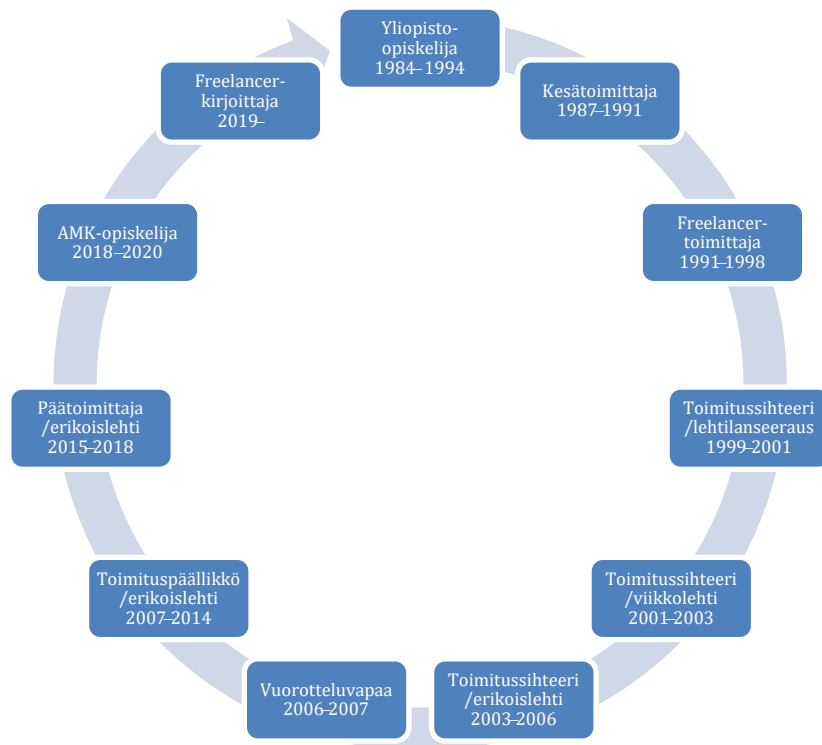 Yliopisto-
opiskelija
1984–1994
Kesätoimittaja
1987–1991
Freelancer-
toimittaja
1991–1998
Toimitussihteeri
/lehtilanseeraus
1999–2001
Toimitussihteeri
/viikkolehti
2001–2003
Toimitussihteeri
/erikoislehti
2003–2006
Vuorotteluvapaa
2006–2007
Toimituspäällikkö
/erikoislehti
2007–2014
Päätoimittaja
/erikoislehti
2015–2018
AMK-opiskelija
2018–2020
Freelancer-
kirjoittaja
2019–